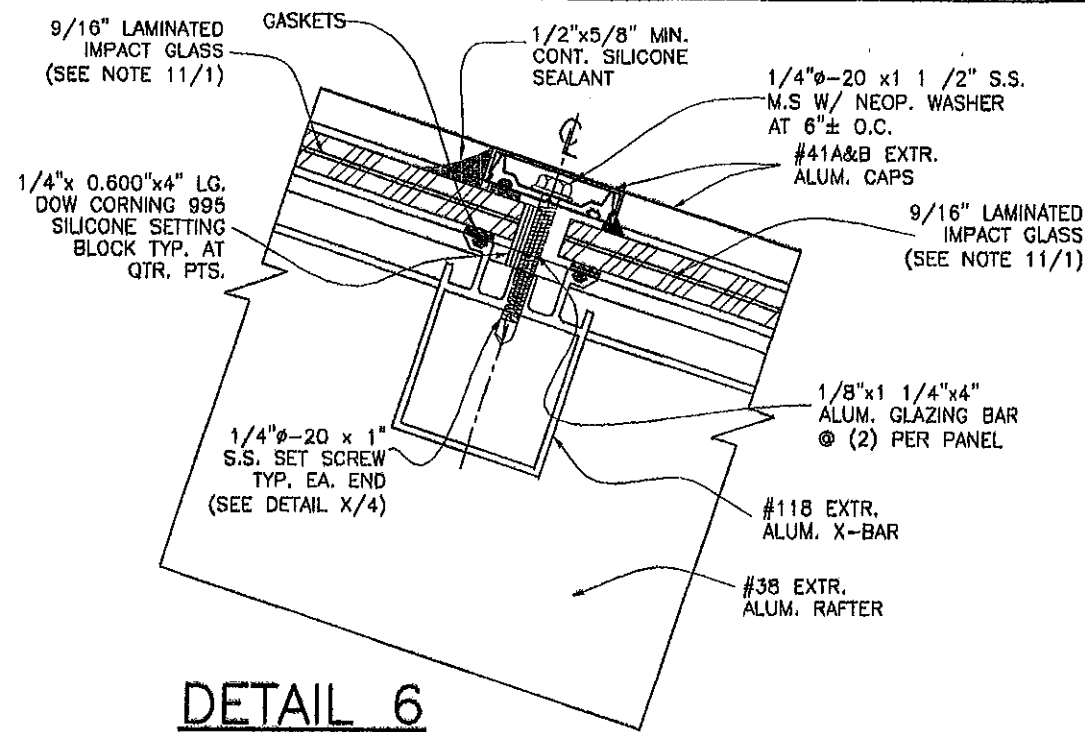 9/16" LAMINATED
IMPACT GLASS
(SEE NOTE 11/1)
GASKETS
1/2"x5/8" MIN.
CONT. SILICONE
SEALANT
1/4"ø-20 x1 1 /2" S.S.
M.S W/ NEOP. WASHER
AT 6"± O.C.
#41A&B EXTR.
ALUM. CAPS
℄
1/4"x 0.600"x4" LG.
DOW CORNING 995
SILICONE SETTING
BLOCK TYP. AT
QTR. PTS.
9/16" LAMINATED
IMPACT GLASS
(SEE NOTE 11/1)
1/8"x1 1/4"x4"
ALUM. GLAZING BAR
@ (2) PER PANEL
1/4"ø-20 x 1"
S.S. SET SCREW
TYP. EA. END
(SEE DETAIL X/4)
#118 EXTR.
ALUM. X-BAR
#38 EXTR.
ALUM. RAFTER
DETAIL 6